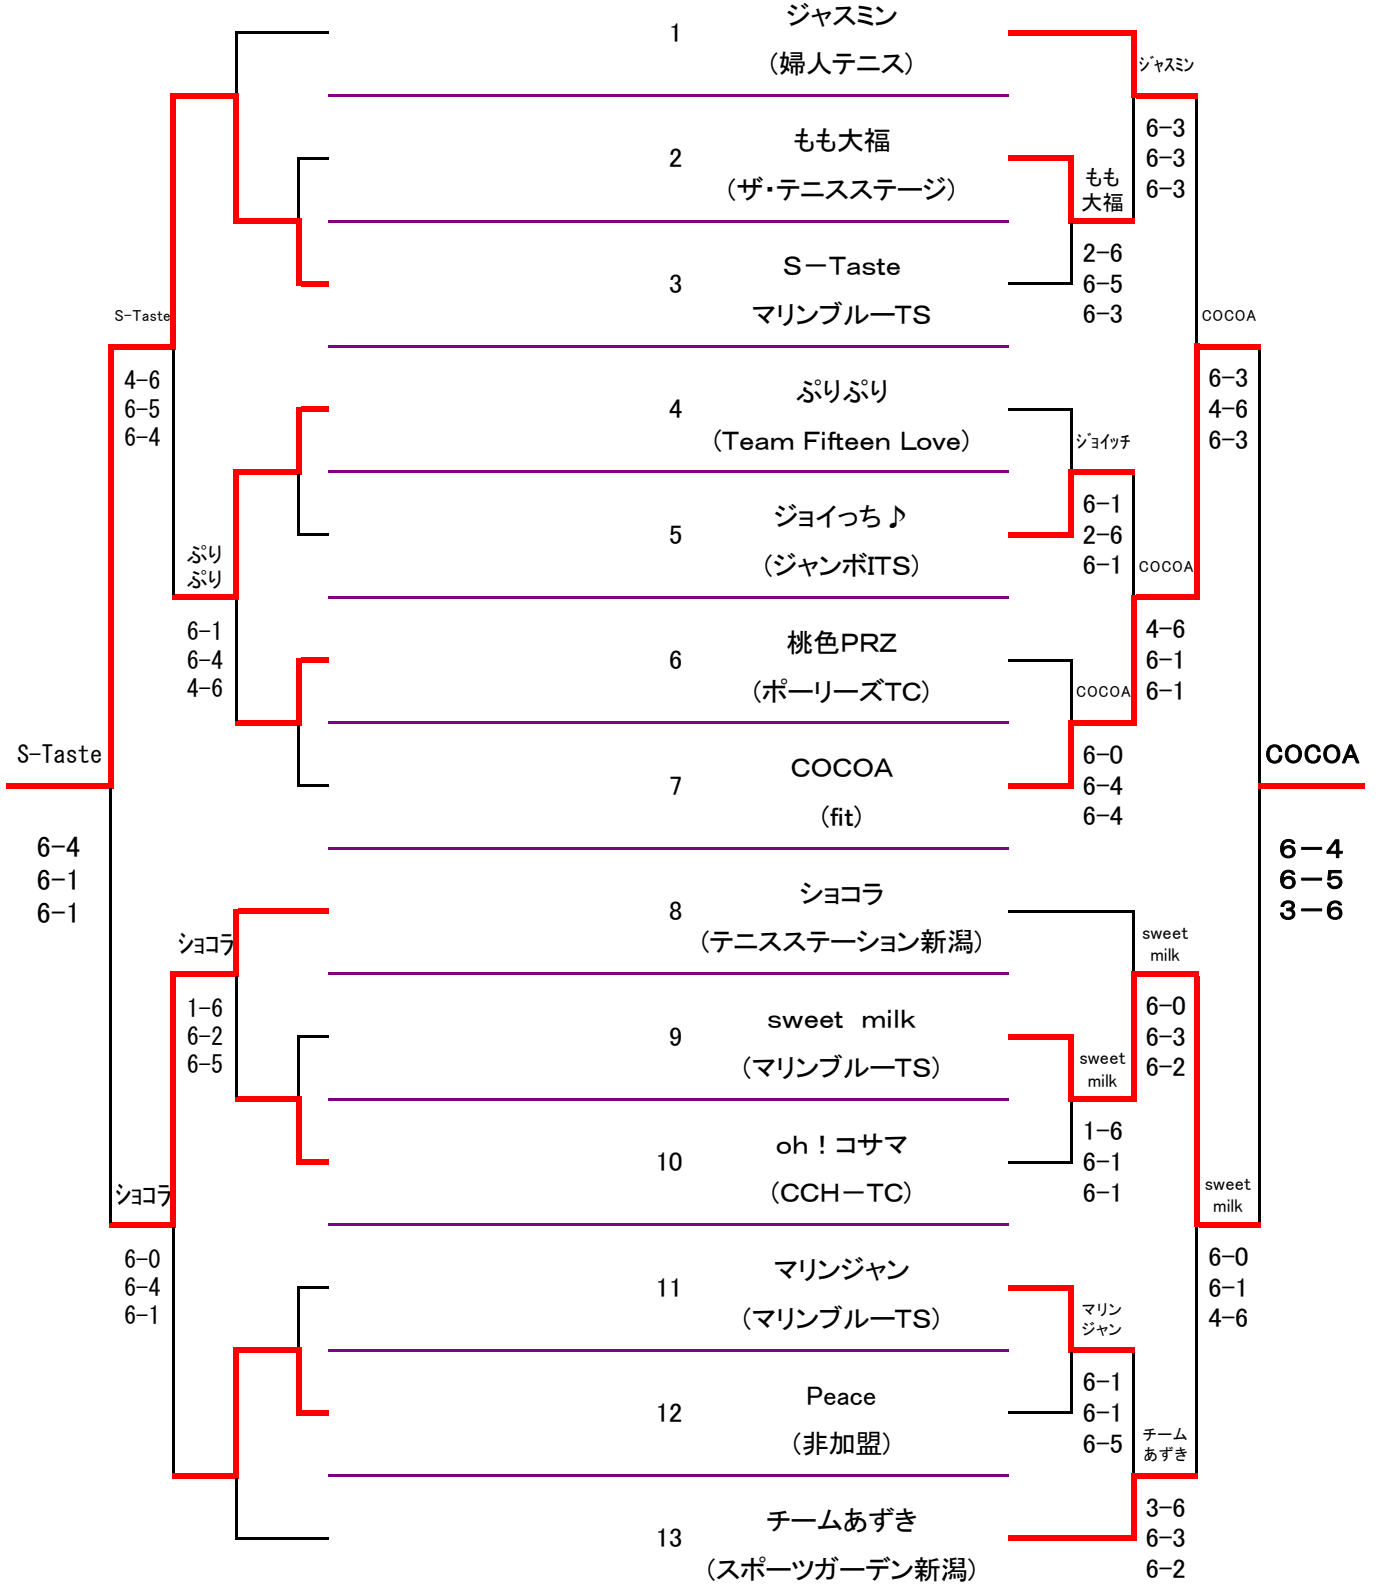 1
ジャスミン
(婦人テニス)
2
もも大福
(ザ・テニスステージ)
3
S－Taste
マリンブルーTS
4
ぷりぷり
(Team Fifteen Love)
5
ジョイっち♪
(ジャンボITS)
6
桃色PRZ
(ポーリーズTC)
7
COCOA
(fit)
8
ショコラ
(テニスステーション新潟)
9
sweet milk
(マリンブルーTS)
10
oh！コサマ
(CCH－TC)
11
マリンジャン
(マリンブルーTS)
12
Peace
(非加盟)
13
チームあずき
(スポーツガーデン新潟)
S-Taste
4-6
6-5
6-4
ぷり
ぷり
6-1
6-4
4-6
S-Taste
6-4
6-1
6-1
ショコラ
1-6
6-2
6-5
ショコラ
6-0
6-4
6-1
ジャスミン
6-3
6-3
6-3
もも
大福
2-6
6-5
6-3
COCOA
6-3
4-6
6-3
ジョイッチ
6-1
2-6
6-1
COCOA
4-6
6-1
6-1
COCOA
6-0
6-4
6-4
COCOA
6－4
6－5
3－6
sweet
milk
6-0
6-3
6-2
sweet
milk
1-6
6-1
6-1
sweet
milk
6-0
6-1
4-6
マリン
ジャン
6-1
6-1
6-5
チーム
あずき
3-6
6-3
6-2